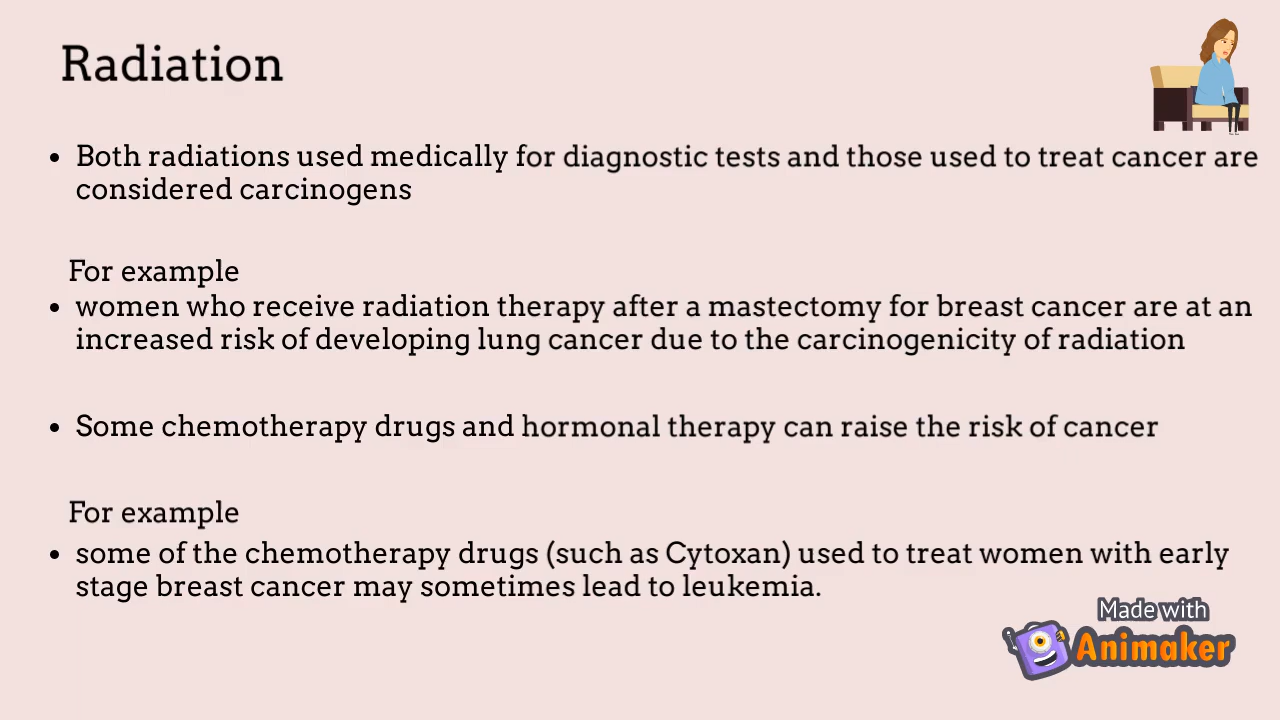 Radiation
• Both radiations used medically for diagnostic tests and those used to treat cancer are
considered carcinogens
For example
• women who receive radiation therapy after a mastectomy for breast cancer are at an
increased risk of developing lung cancer due to the carcinogenicity of radiation
• Some chemotherapy drugs and hormonal therapy can raise the risk of cancer
For example
• some of the chemotherapy drugs (such as Cytoxan) used to treat women with early
stage breast cancer may sometimes lead to leukemia.
Made with
Animaker